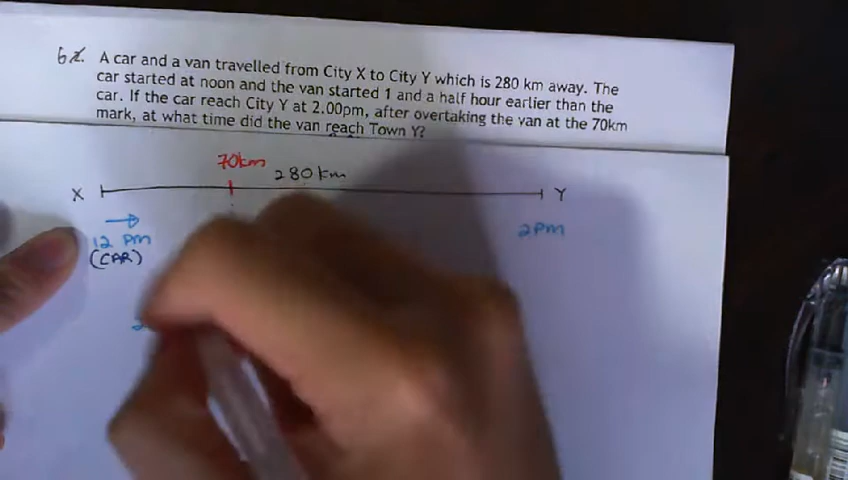 6. A car and a van travelled from City X to City Y which is 280 km away. The
car started at noon and the van started 1 and a half hour earlier than the
car. If the car reach City Y at 2.00pm, after overtaking the van at the 70km
mark, at what time did the van reach Town Y?
70km
280 km
X
Y
12 pm
2pm
(CAR)